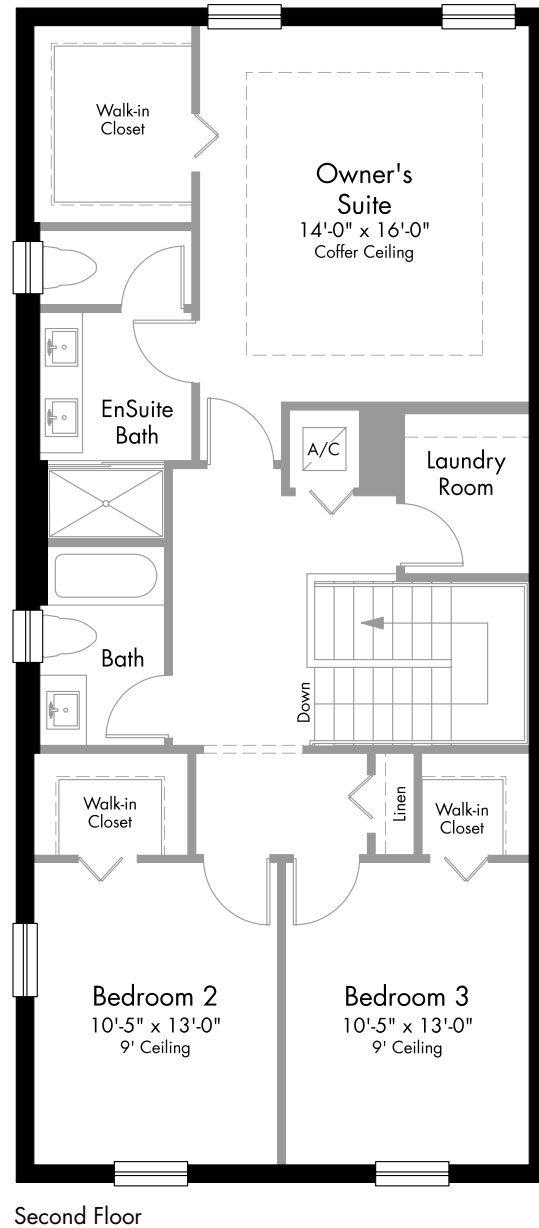 Walk-in
Closet
Owner's
Suite
14'-0" x 16'-0"
Coffer Ceiling
EnSuite
Bath
A/C
Laundry
Room
Bath
Down
Walk-in
Closet
Linen
Walk-in
Closet
Bedroom 2
10'-5" x 13'-0"
9' Ceiling
Bedroom 3
10'-5" x 13'-0"
9' Ceiling
Second Floor